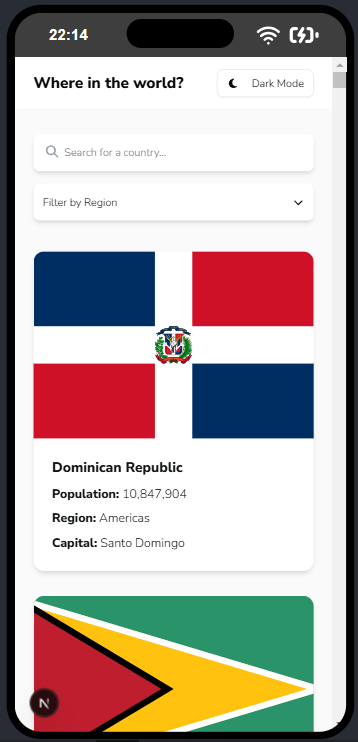 22:14
Where in the world?
Dark Mode
Search for a country...
Filter by Region
Dominican Republic
Population: 10,847,904
Region: Americas
Capital: Santo Domingo
N